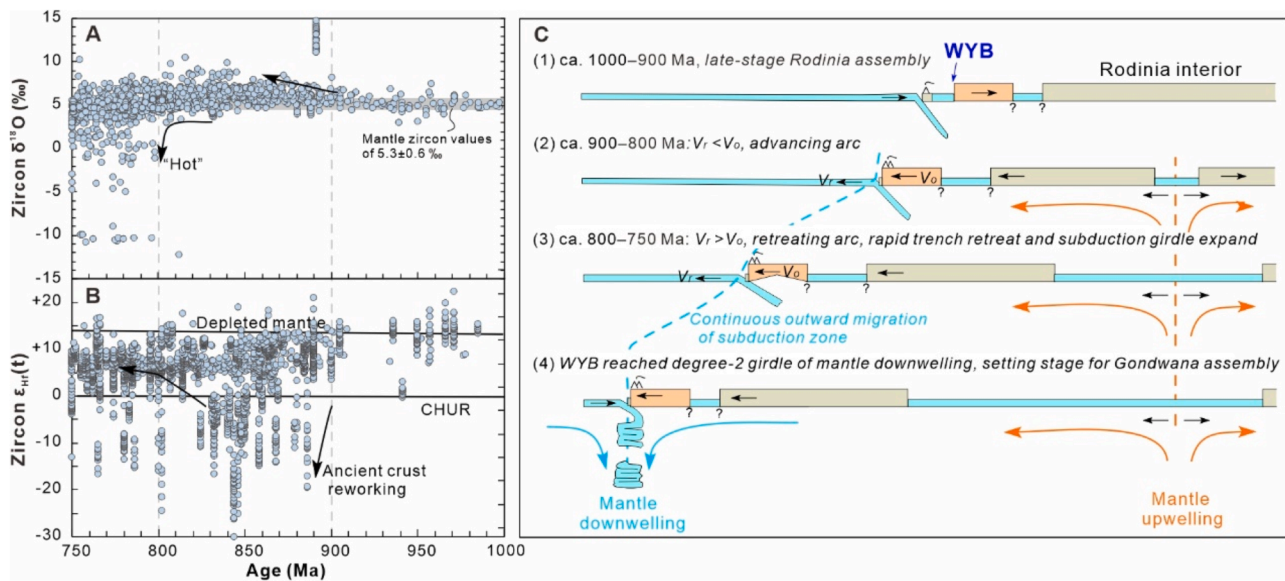 A
Zircon δ¹⁸O (‰)
15
10
5
0
-5
-10
-15
"Hot"
Mantle zircon values
of 5.3±0.6 ‰
B
Zircon εHf(t)
+20
+10
0
-10
-20
-30
Depleted mantle
CHUR
Ancient crust
reworking
750 800 850 900 950 1000
Age (Ma)
C
(1) ca. 1000–900 Ma, late-stage Rodinia assembly
WYB
Rodinia interior
? ?
(2) ca. 900–800 Ma: Vr <Vo, advancing arc
Vr Vo
? ?
(3) ca. 800–750 Ma: Vr >Vo, retreating arc, rapid trench retreat and subduction girdle expand
Vr Vo
? ?
Continuous outward migration
of subduction zone
(4) WYB reached degree-2 girdle of mantle downwelling, setting stage for Gondwana assembly
? ?
Mantle
downwelling
Mantle
upwelling